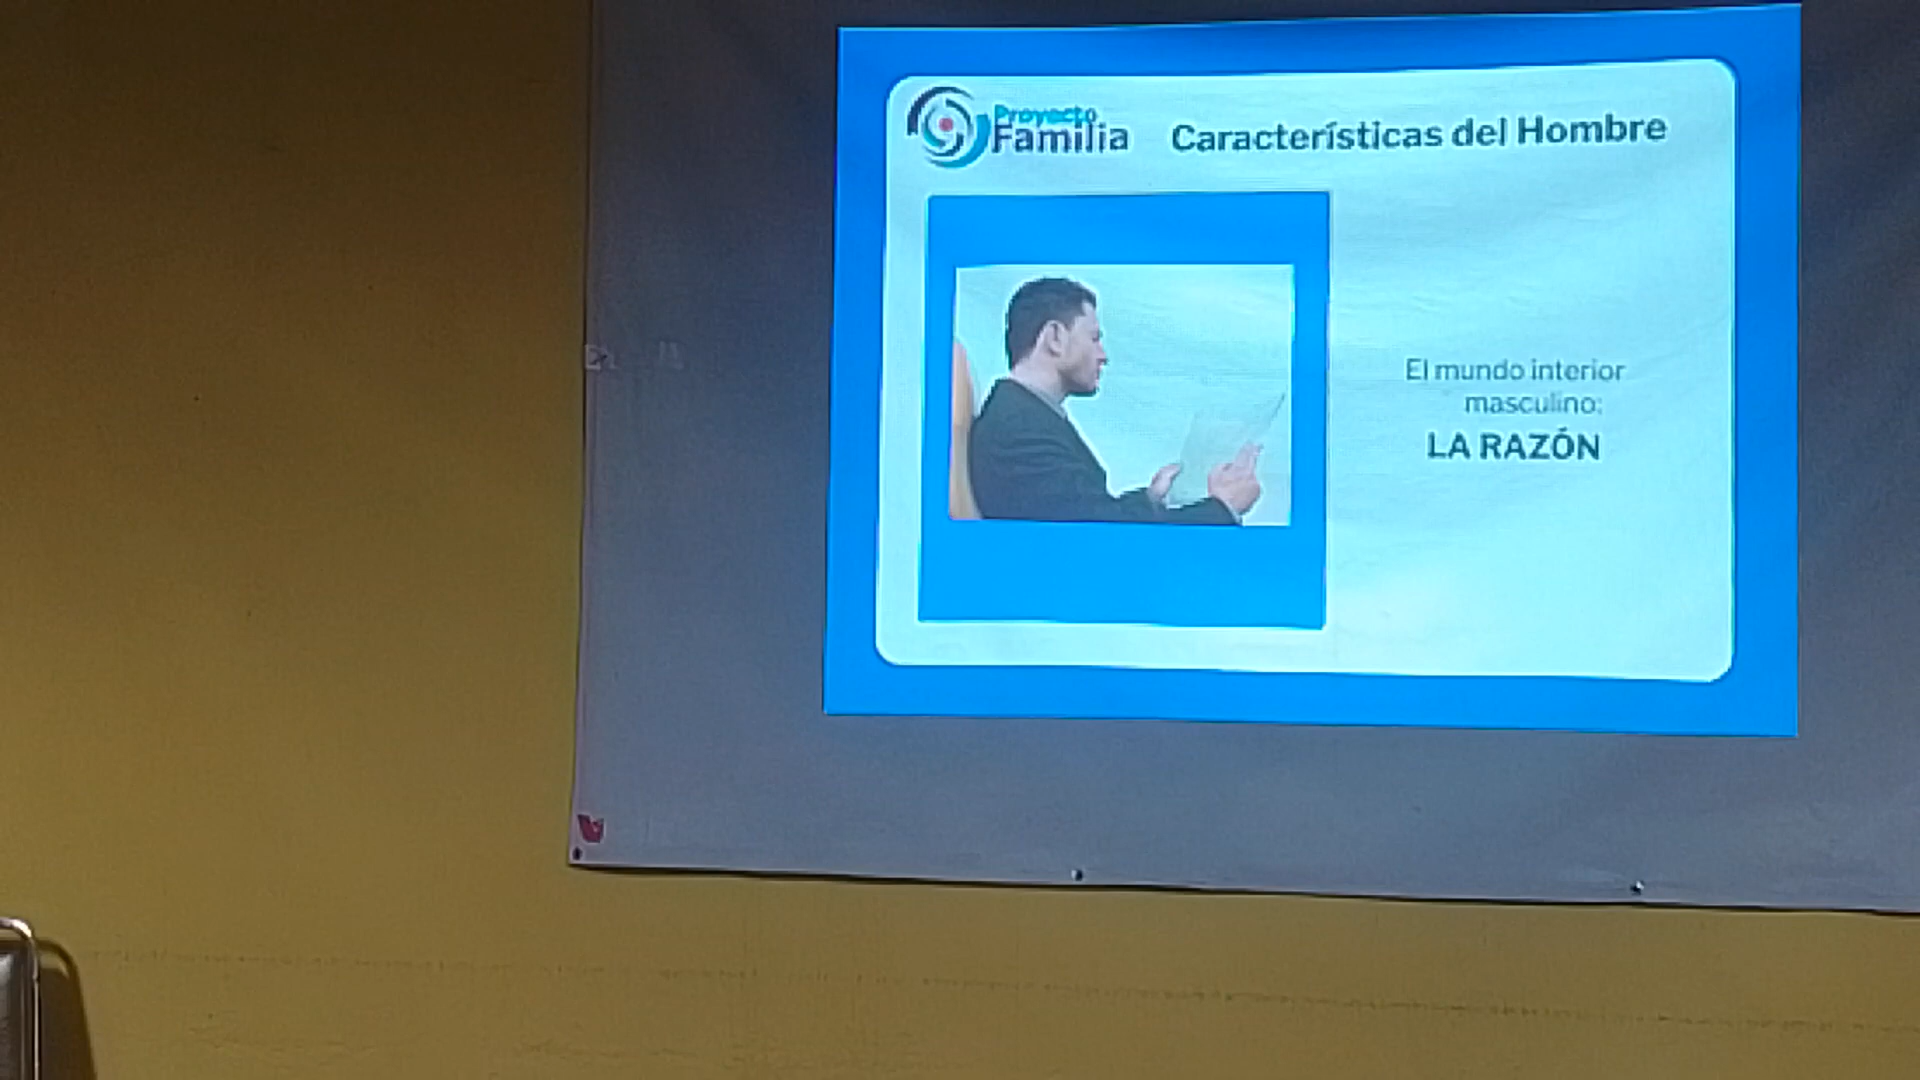 Proyecto
Familia
Características del Hombre
El mundo interior
masculino:
LA RAZÓN